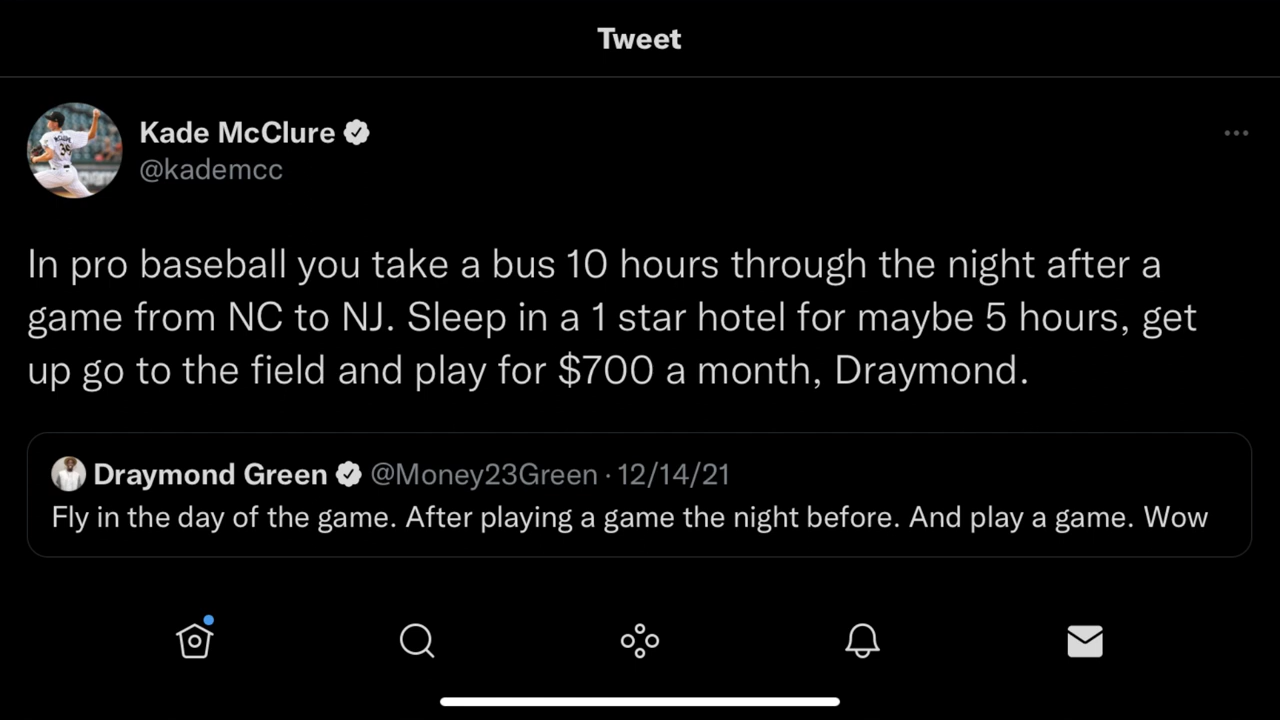 Tweet
Kade McClure
@kademcc
In pro baseball you take a bus 10 hours through the night after a
game from NC to NJ. Sleep in a 1 star hotel for maybe 5 hours, get
up go to the field and play for $700 a month, Draymond.
Draymond Green @Money23Green · 12/14/21
Fly in the day of the game. After playing a game the night before. And play a game. Wow